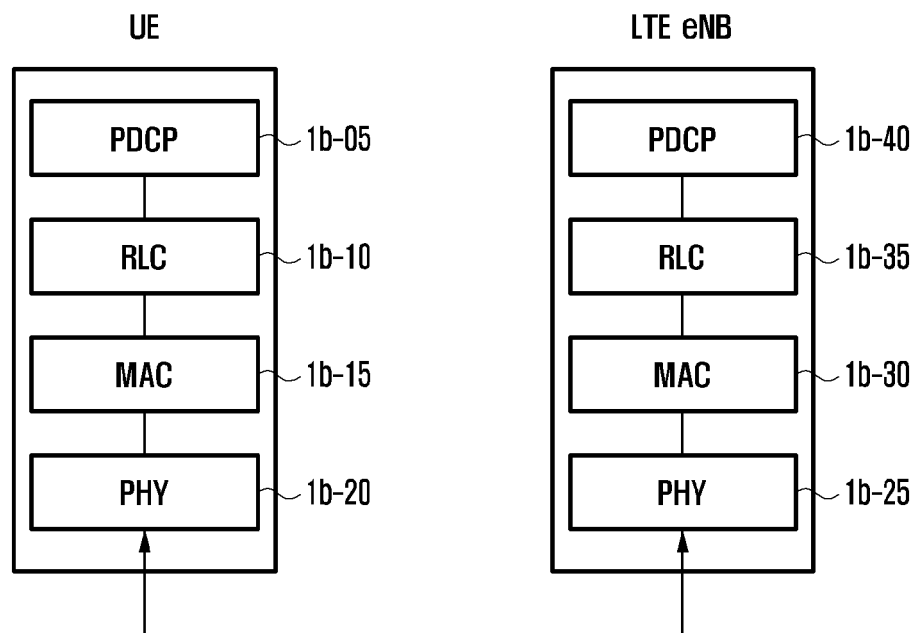 UE
LTE eNB
PDCP 1b-05
PDCP 1b-40
RLC 1b-10
RLC 1b-35
MAC 1b-15
MAC 1b-30
PHY 1b-20
PHY 1b-25